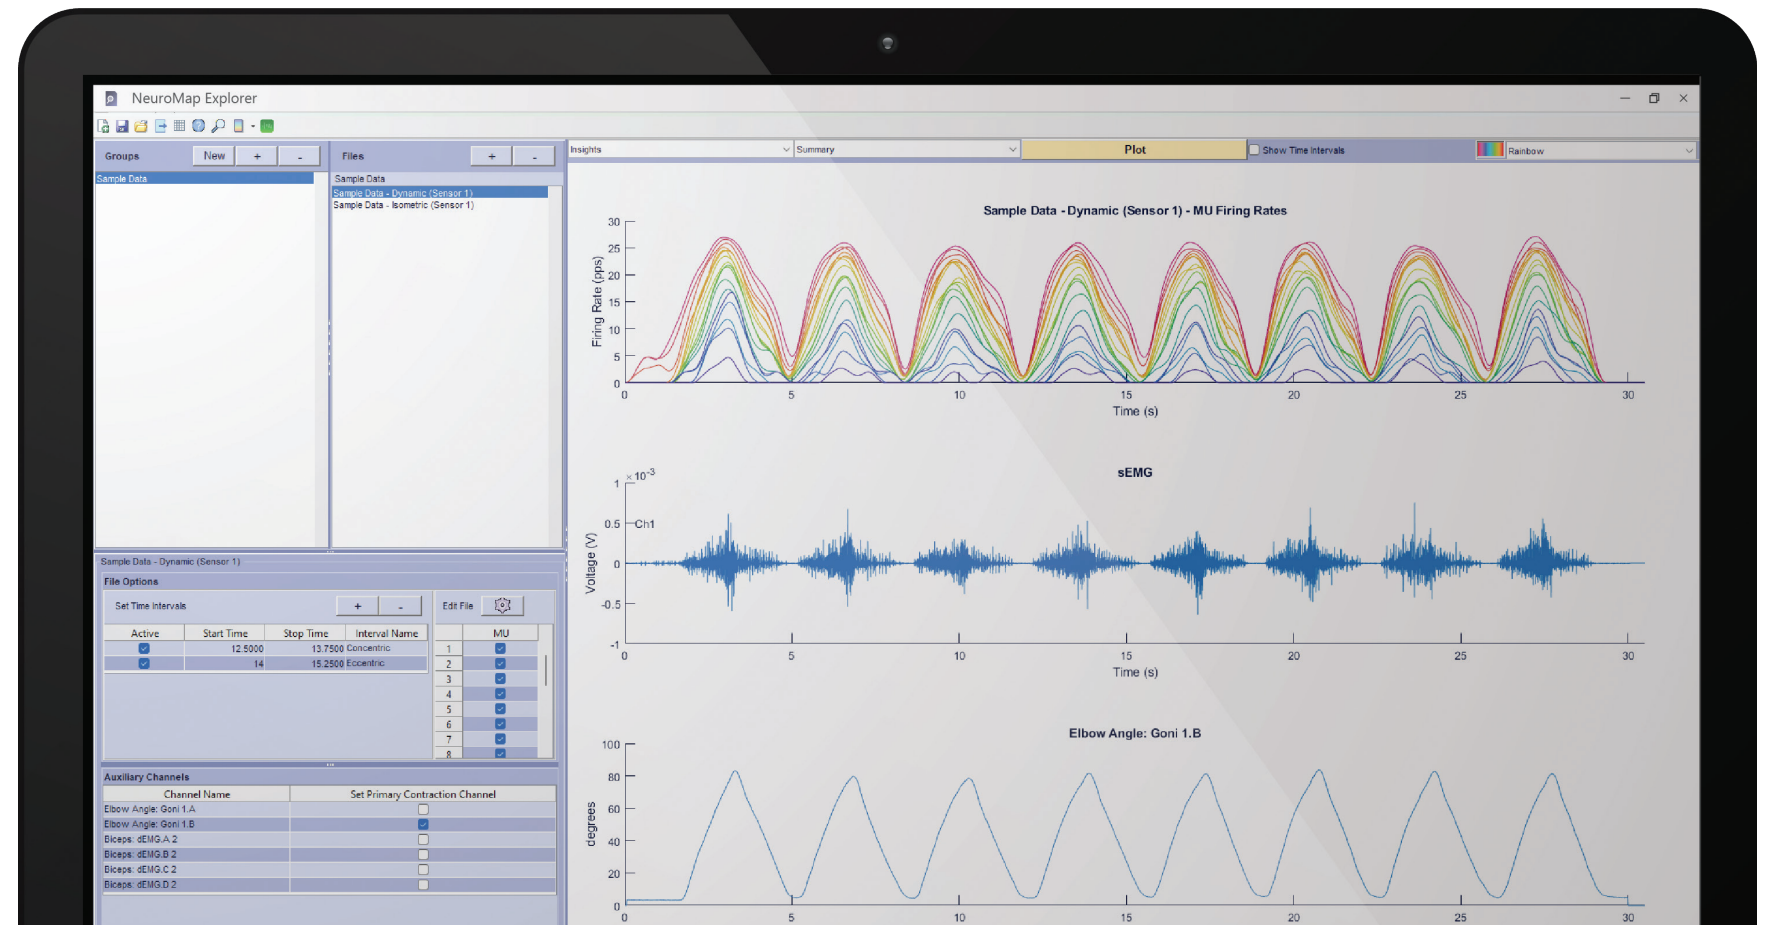 NeuroMap Explorer
Groups New + -
Files + -
Insights
Summary
Plot
Show Time Intervals
Rainbow
Sample Data
Sample Data
Sample Data - Dynamic (Sensor 1)
Sample Data - Isometric (Sensor 1)
Sample Data - Dynamic (Sensor 1)
File Options
Set Time Intervals + -
Edit File
Active Start Time Stop Time Interval Name
12.5000 13.7500 Concentric
14 15.2500 Eccentric
MU
1
2
3
4
5
6
7
8
Auxiliary Channels
Channel Name Set Primary Contraction Channel
Elbow Angle: Goni 1.A
Elbow Angle: Goni 1.B
Biceps: dEMG.A 2
Biceps: dEMG.B 2
Biceps: dEMG.C 2
Biceps: dEMG.D 2
Sample Data - Dynamic (Sensor 1) - MU Firing Rates
Firing Rate (pps)
30
25
20
15
10
5
0
0 5 10 15 20 25 30
Time (s)
sEMG
×10-3
Voltage (V)
1
0.5
Ch1
0
-0.5
-1
0 5 10 15 20 25 30
Time (s)
Elbow Angle: Goni 1.B
degrees
100
80
60
40
20
0
0 5 10 15 20 25 30